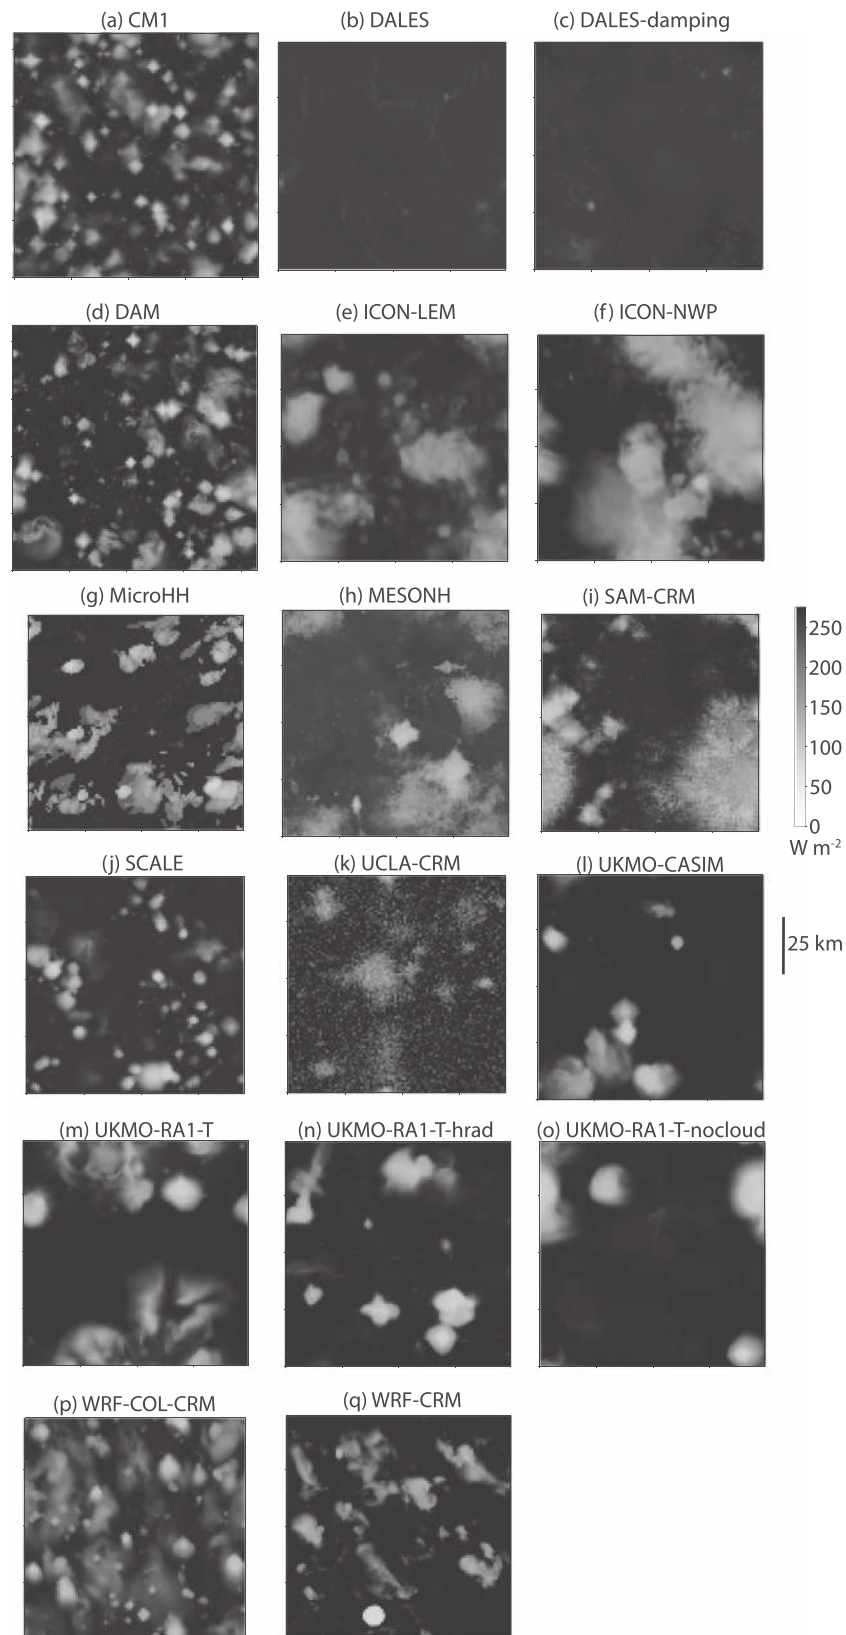 (a) CM1
(b) DALES
(c) DALES-damping
(d) DAM
(e) ICON-LEM
(f) ICON-NWP
(g) MicroHH
(h) MESONH
(i) SAM-CRM
250
200
150
100
50
0
W m-2
(j) SCALE
(k) UCLA-CRM
(l) UKMO-CASIM
25 km
(m) UKMO-RA1-T
(n) UKMO-RA1-T-hrad
(o) UKMO-RA1-T-nocloud
(p) WRF-COL-CRM
(q) WRF-CRM